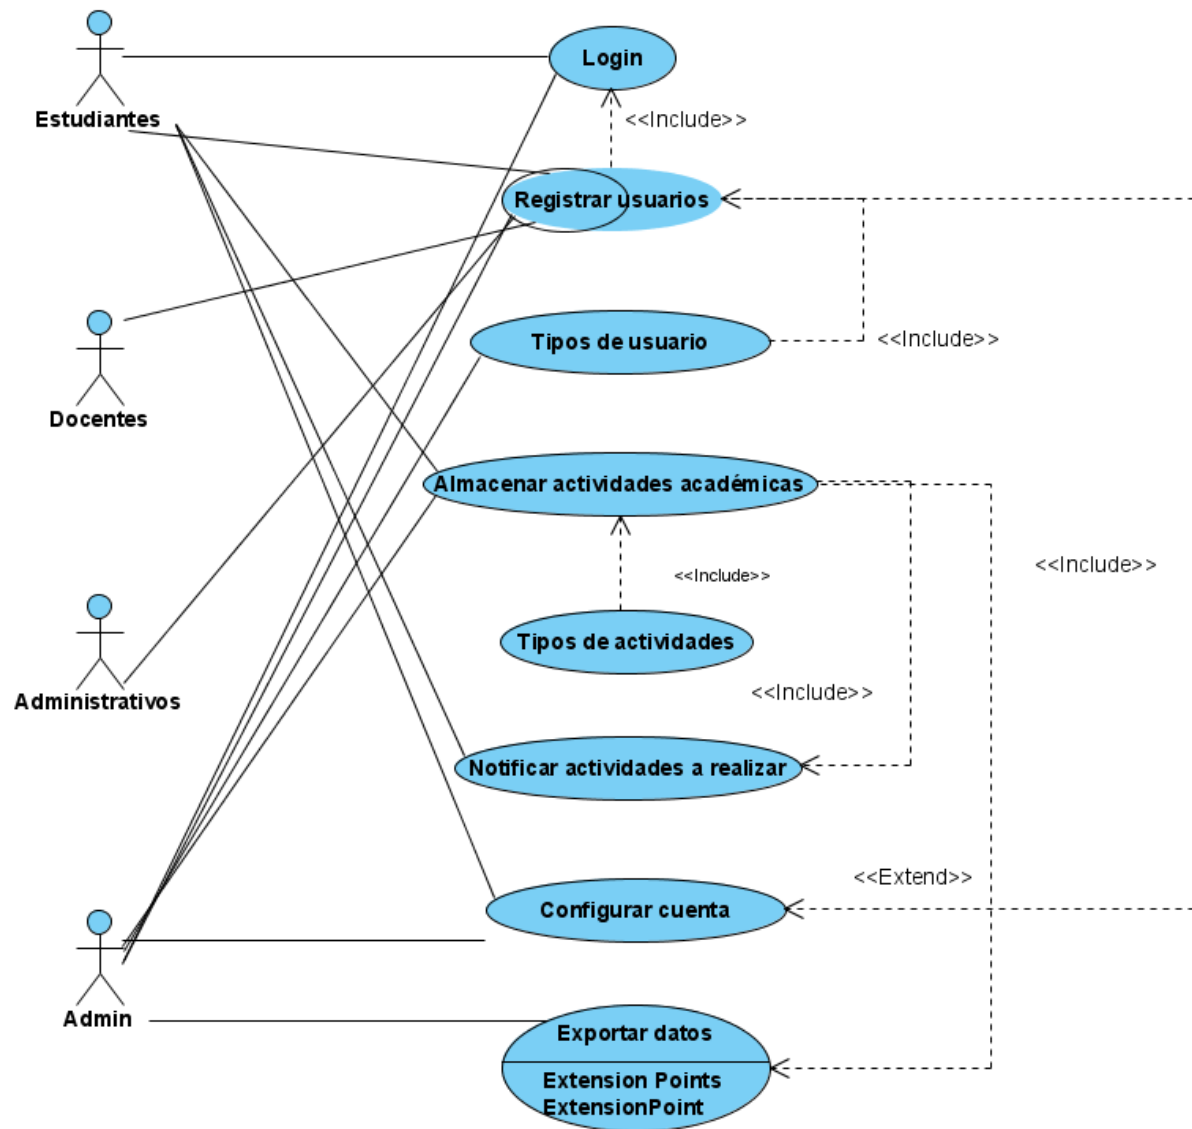 Login
Estudiantes
<<Include>>
Registrar usuarios
Tipos de usuario
<<Include>>
Docentes
Almacenar actividades académicas
<<Include>>
<<Include>>
Tipos de actividades
Administrativos
<<Include>>
Notificar actividades a realizar
<<Extend>>
Configurar cuenta
Admin
Exportar datos
Extension Points
ExtensionPoint